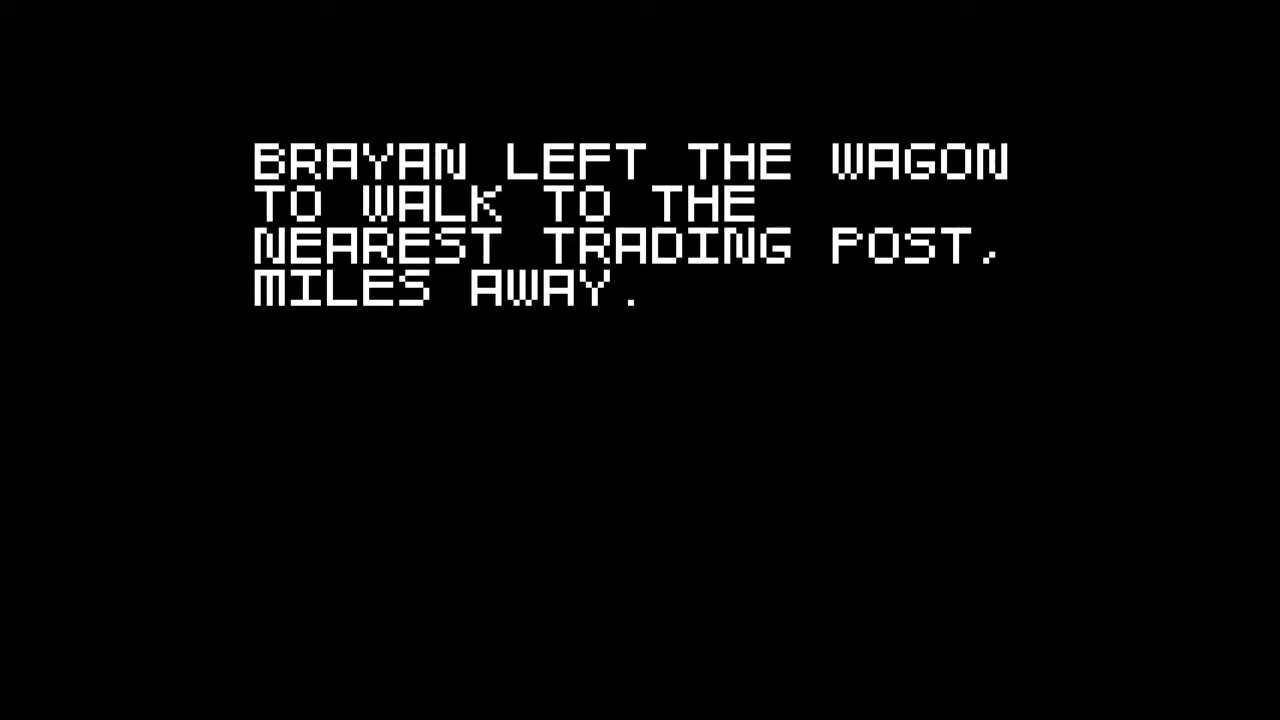 BRAYAN LEFT THE WAGON
TO WALK TO THE
NEAREST TRADING POST,
MILES AWAY.